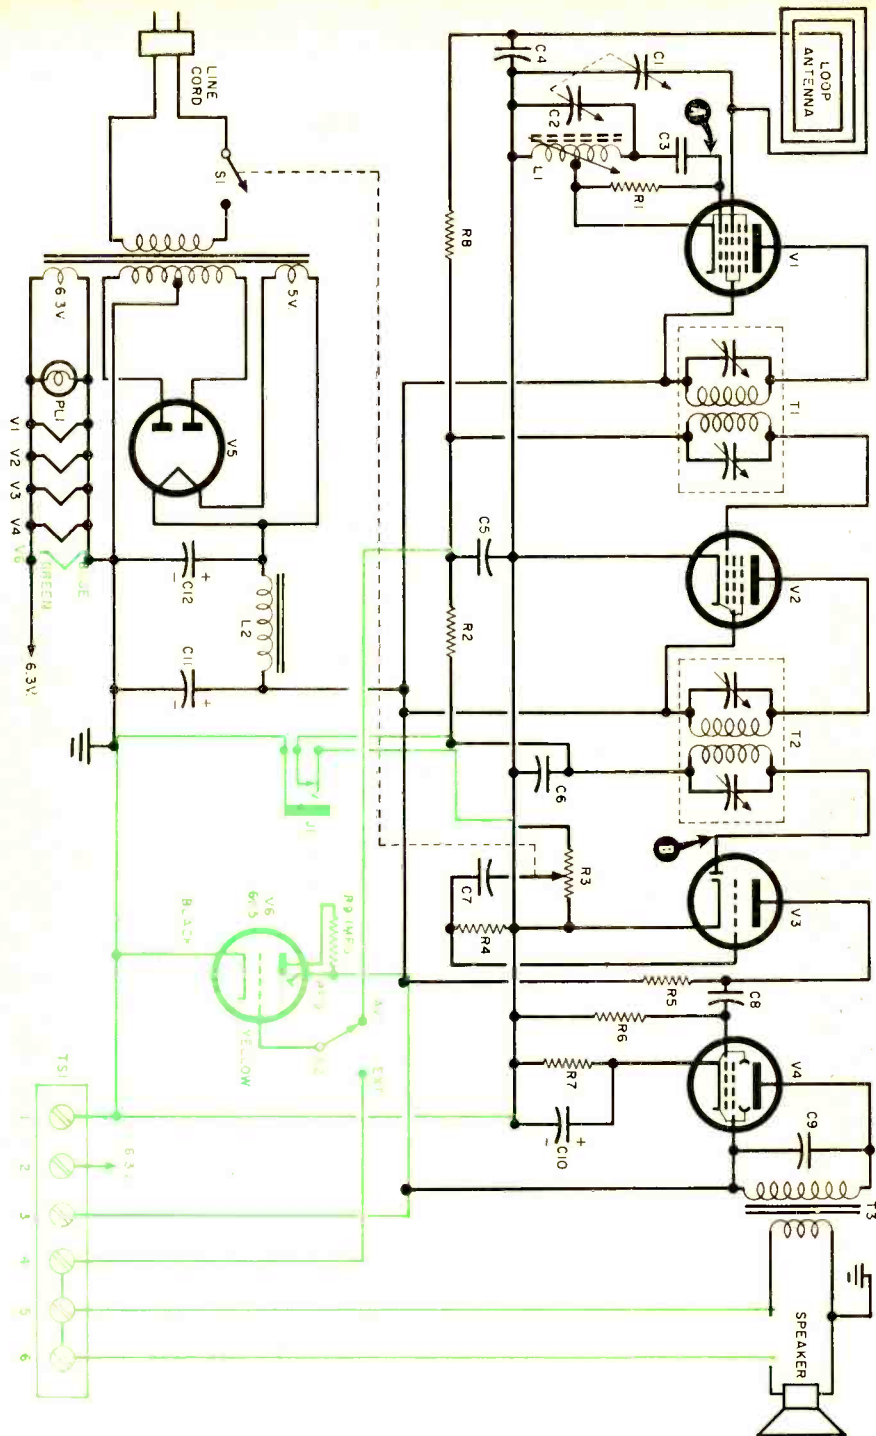 LOOP
ANTENNA
C4
C1
C2
C3
A
L1
R1
V1
T1
V2
T2
V3
B
V4
C9
T3
SPEAKER
LINE
CORD
S1
R8
C5
R2
C6
R3
C7
R4
R5
C8
R6
R7
C10
+
−
5V.
6.3V.
PL1
V1
V2
V3
V4
V6
V5
BLUE
GREEN
6.3V.
C12
+
−
L2
C11
+
−
J1
V6
BLACK
RED
YELLOW
EXT
TS1
1
2
3
4
5
6